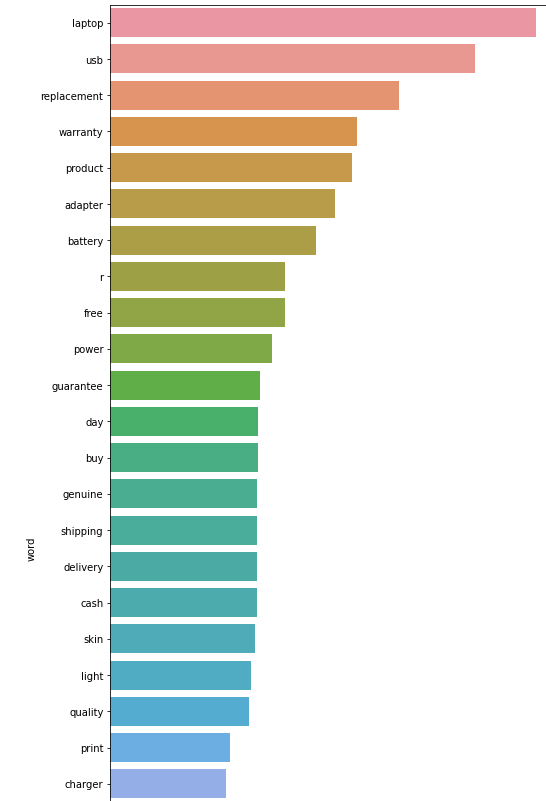 laptop
usb
replacement
warranty
product
adapter
battery
r
free
power
guarantee
day
buy
genuine
shipping
word
delivery
cash
skin
light
quality
print
charger